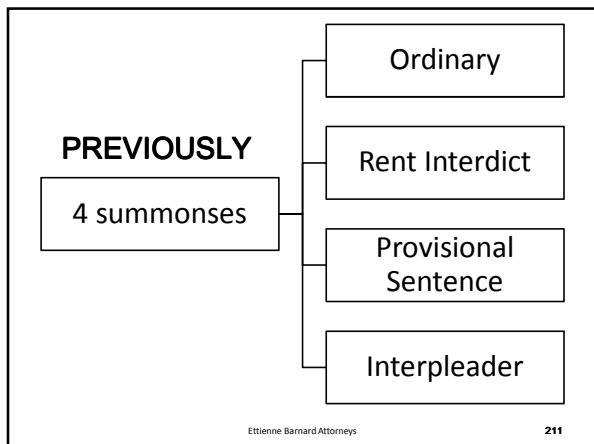 PREVIOUSLY
4 summonses
Ordinary
Rent Interdict
Provisional
Sentence
Interpleader
Ettienne Barnard Attorneys
211